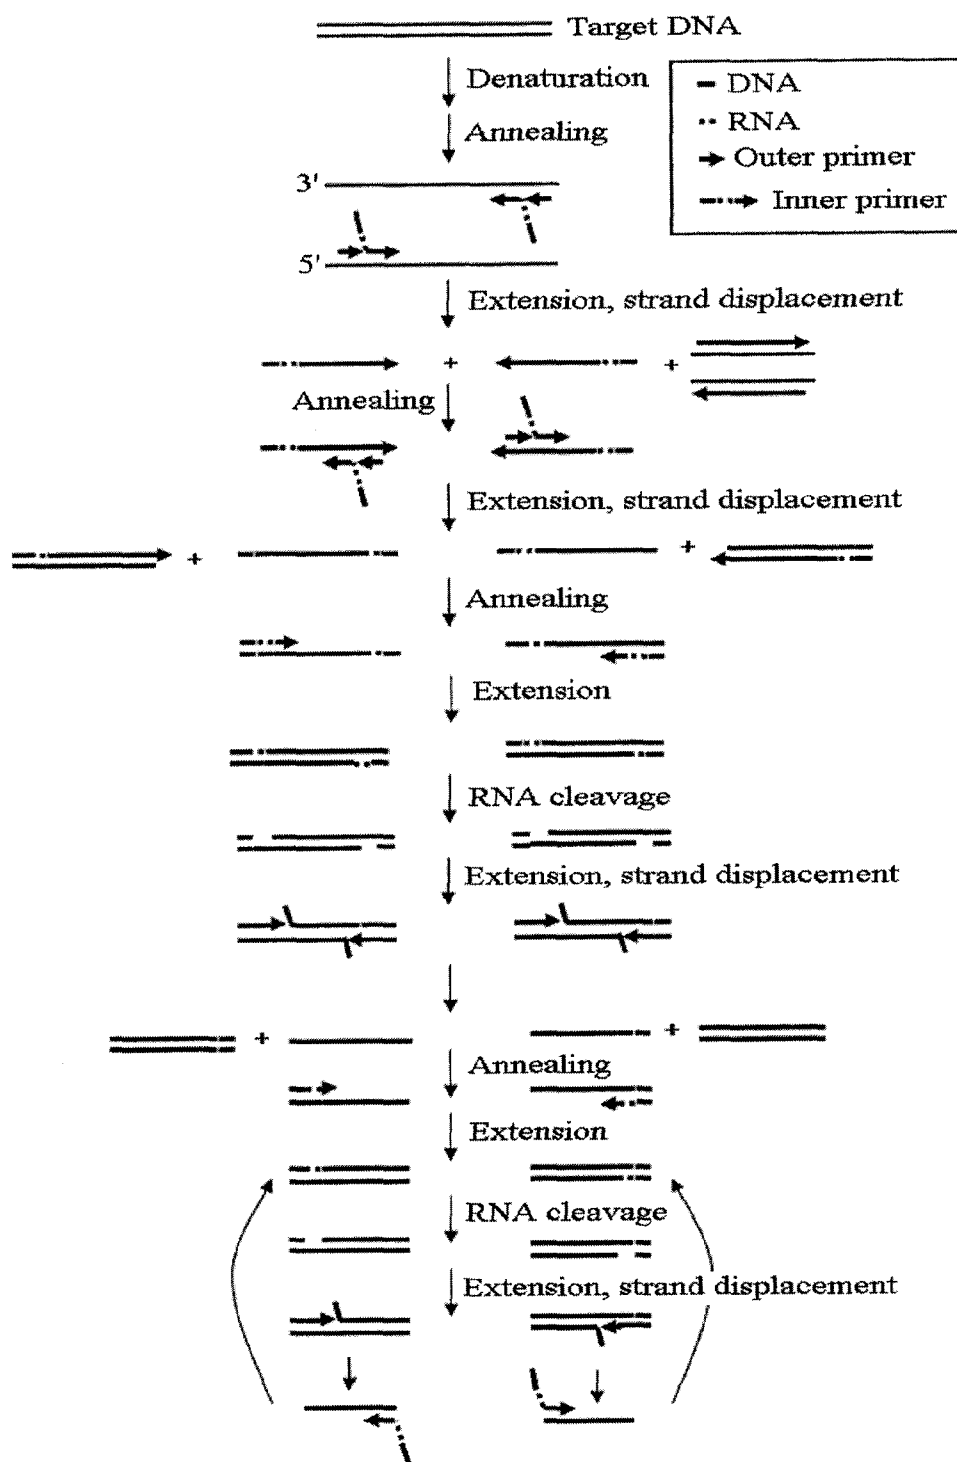 Target DNA
Denaturation
DNA
RNA
Outer primer
Inner primer
Annealing
3'
5'
Extension, strand displacement
+
+
Annealing
Extension, strand displacement
+
+
Annealing
Extension
RNA cleavage
Extension, strand displacement
+
+
Annealing
Extension
RNA cleavage
Extension, strand displacement